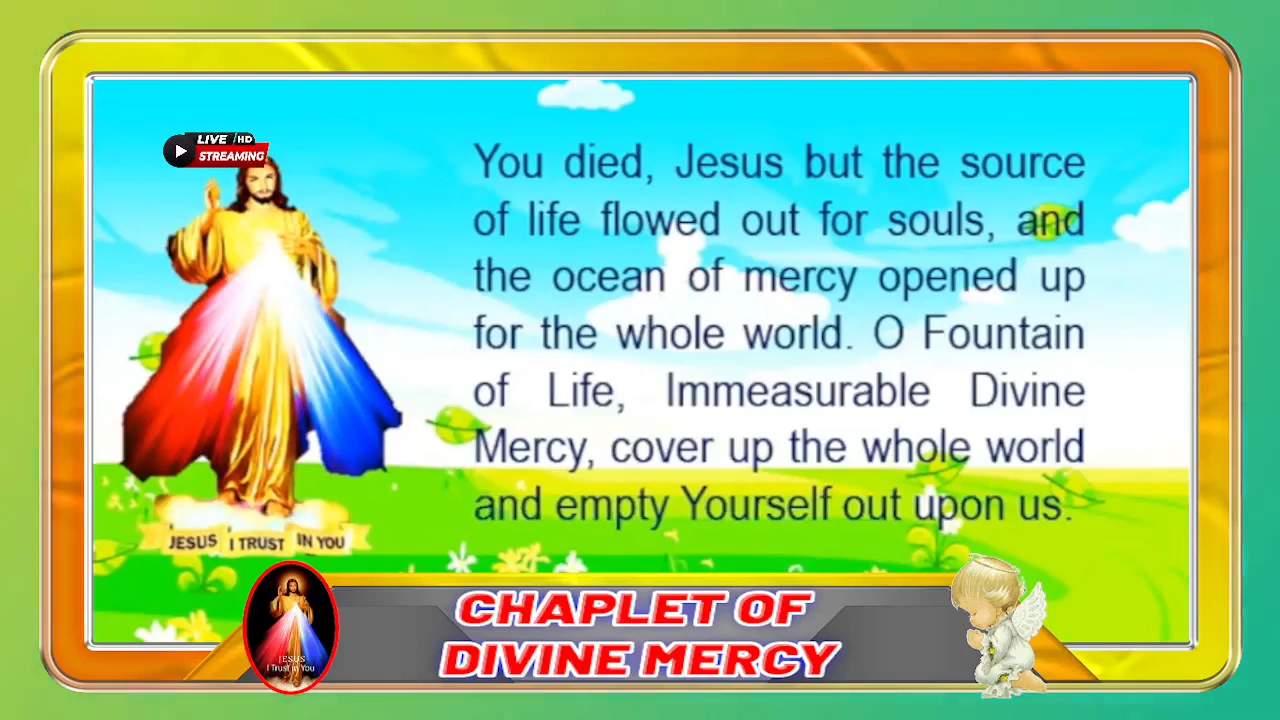 LIVE /HD
STREAMING
You died, Jesus but the source
of life flowed out for souls, and
the ocean of mercy opened up
for the whole world. O Fountain
of Life, Immeasurable Divine
Mercy, cover up the whole world
and empty Yourself out upon us.
JESUS I TRUST IN YOU
JESUS
I Trust in You
CHAPLET OF
DIVINE MERCY